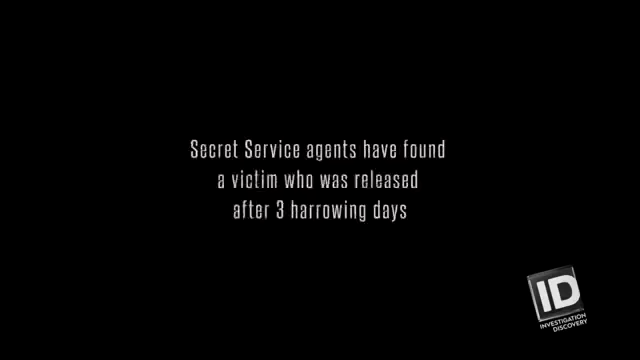 Secret Service agents have found
a victim who was released
after 3 harrowing days
ID
INVESTIGATION
DISCOVERY